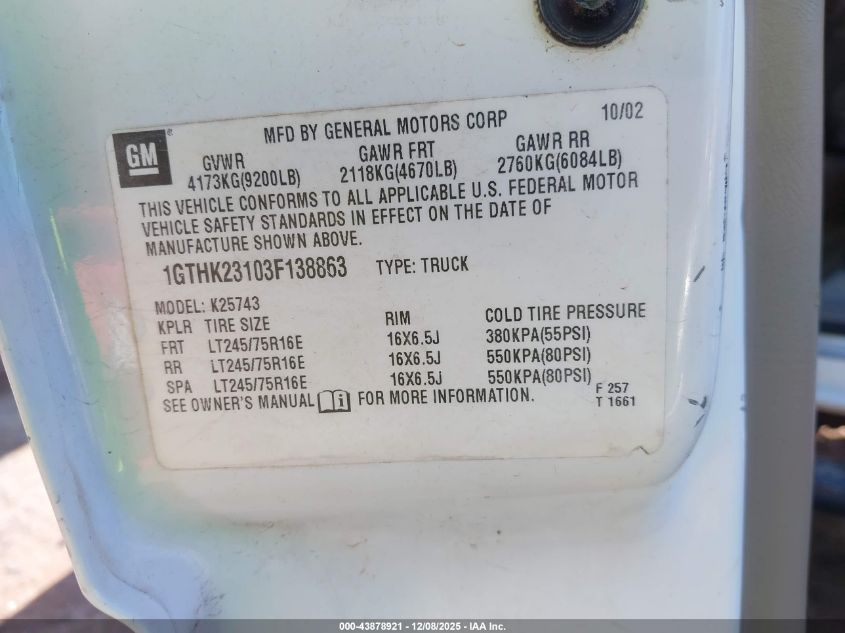 MFD BY GENERAL MOTORS CORP 10/02
GM
GVWR GAWR FRT GAWR RR
4173KG(9200LB) 2118KG(4670LB) 2760KG(6084LB)
THIS VEHICLE CONFORMS TO ALL APPLICABLE U.S. FEDERAL MOTOR
VEHICLE SAFETY STANDARDS IN EFFECT ON THE DATE OF
MANUFACTURE SHOWN ABOVE.
1GTHK23103F138863 TYPE: TRUCK
MODEL: K25743
KPLR TIRE SIZE RIM COLD TIRE PRESSURE
FRT LT245/75R16E 16X6.5J 380KPA(55PSI)
RR LT245/75R16E 16X6.5J 550KPA(80PSI)
SPA LT245/75R16E 16X6.5J 550KPA(80PSI)
SEE OWNER'S MANUAL i FOR MORE INFORMATION.
F 257
T 1661
000-43878921 | 12/08/2025 - IAA Inc.